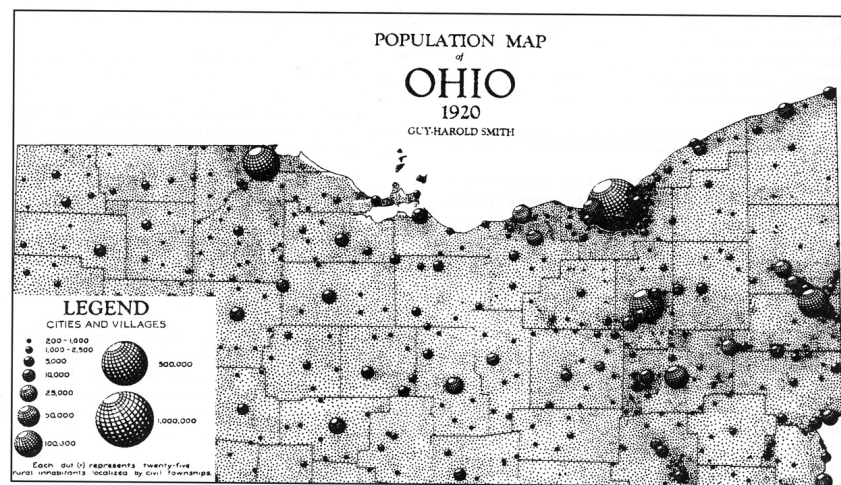 POPULATION MAP
of
OHIO
1920
GUY-HAROLD SMITH
LEGEND
CITIES AND VILLAGES
200 - 1,000
1,000 - 2,500
5,000
10,000
25,000
50,000
100,000
500,000
1,000,000
Each dot (•) represents twenty-five
rural inhabitants localized by civil townships.